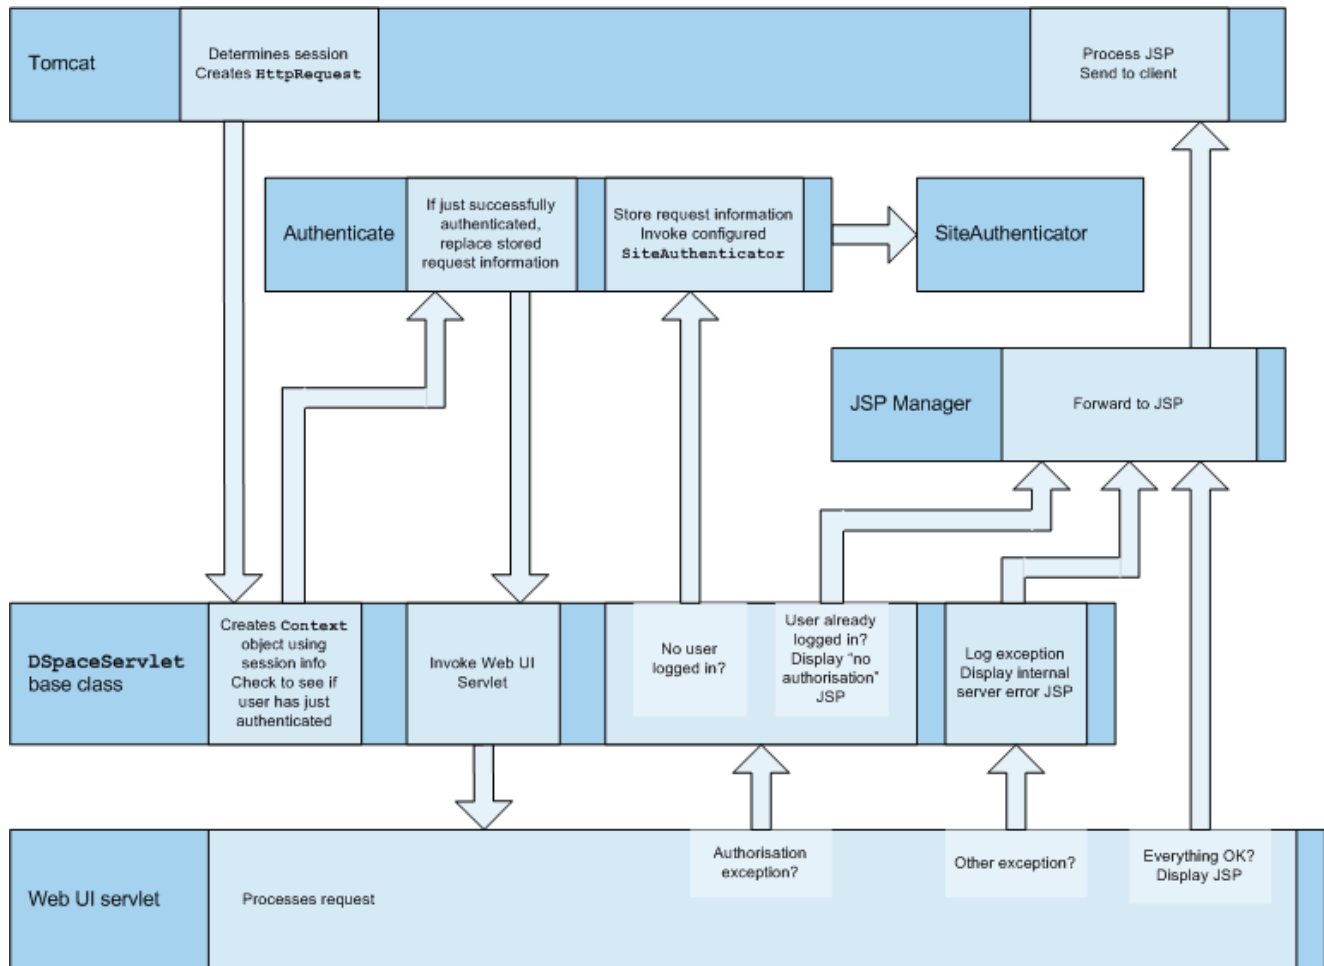 Tomcat
Determines session
Creates HttpRequest
Process JSP
Send to client
Authenticate
If just successfully
authenticated,
replace stored
request information
Store request information
Invoke configured
SiteAuthenticator
SiteAuthenticator
JSP Manager
Forward to JSP
DSpaceServlet
base class
Creates Context
object using
session info
Check to see if
user has just
authenticated
Invoke Web UI
Servlet
No user
logged in?
User already
logged in?
Display "no
authorisation"
JSP
Log exception
Display internal
server error JSP
Web UI servlet
Processes request
Authorisation
exception?
Other exception?
Everything OK?
Display JSP